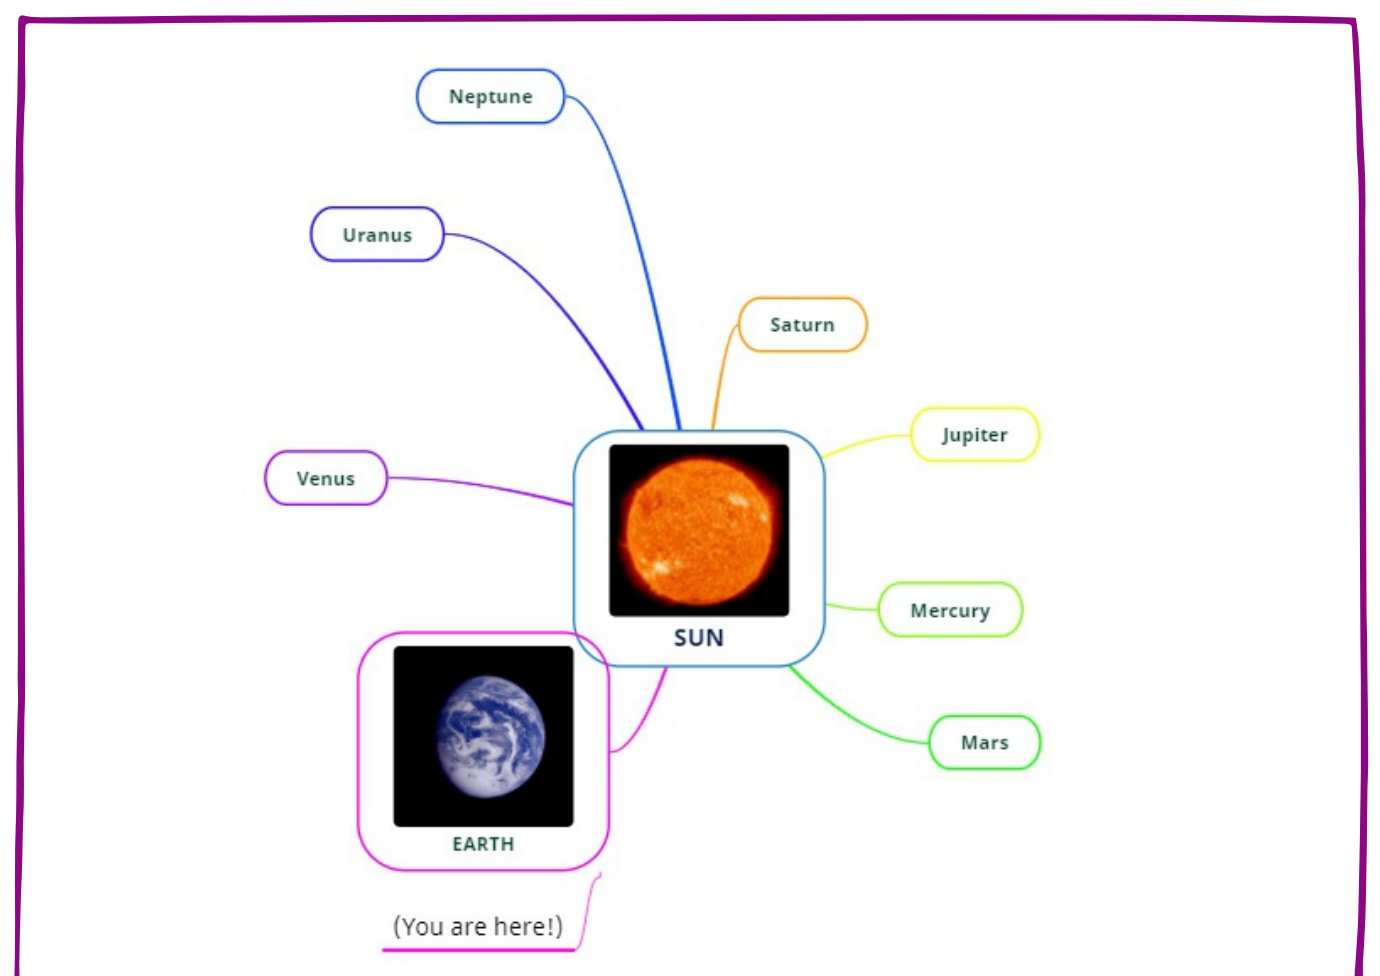 Neptune
Uranus
Saturn
Jupiter
Venus
Mercury
SUN
Mars
EARTH
(You are here!)